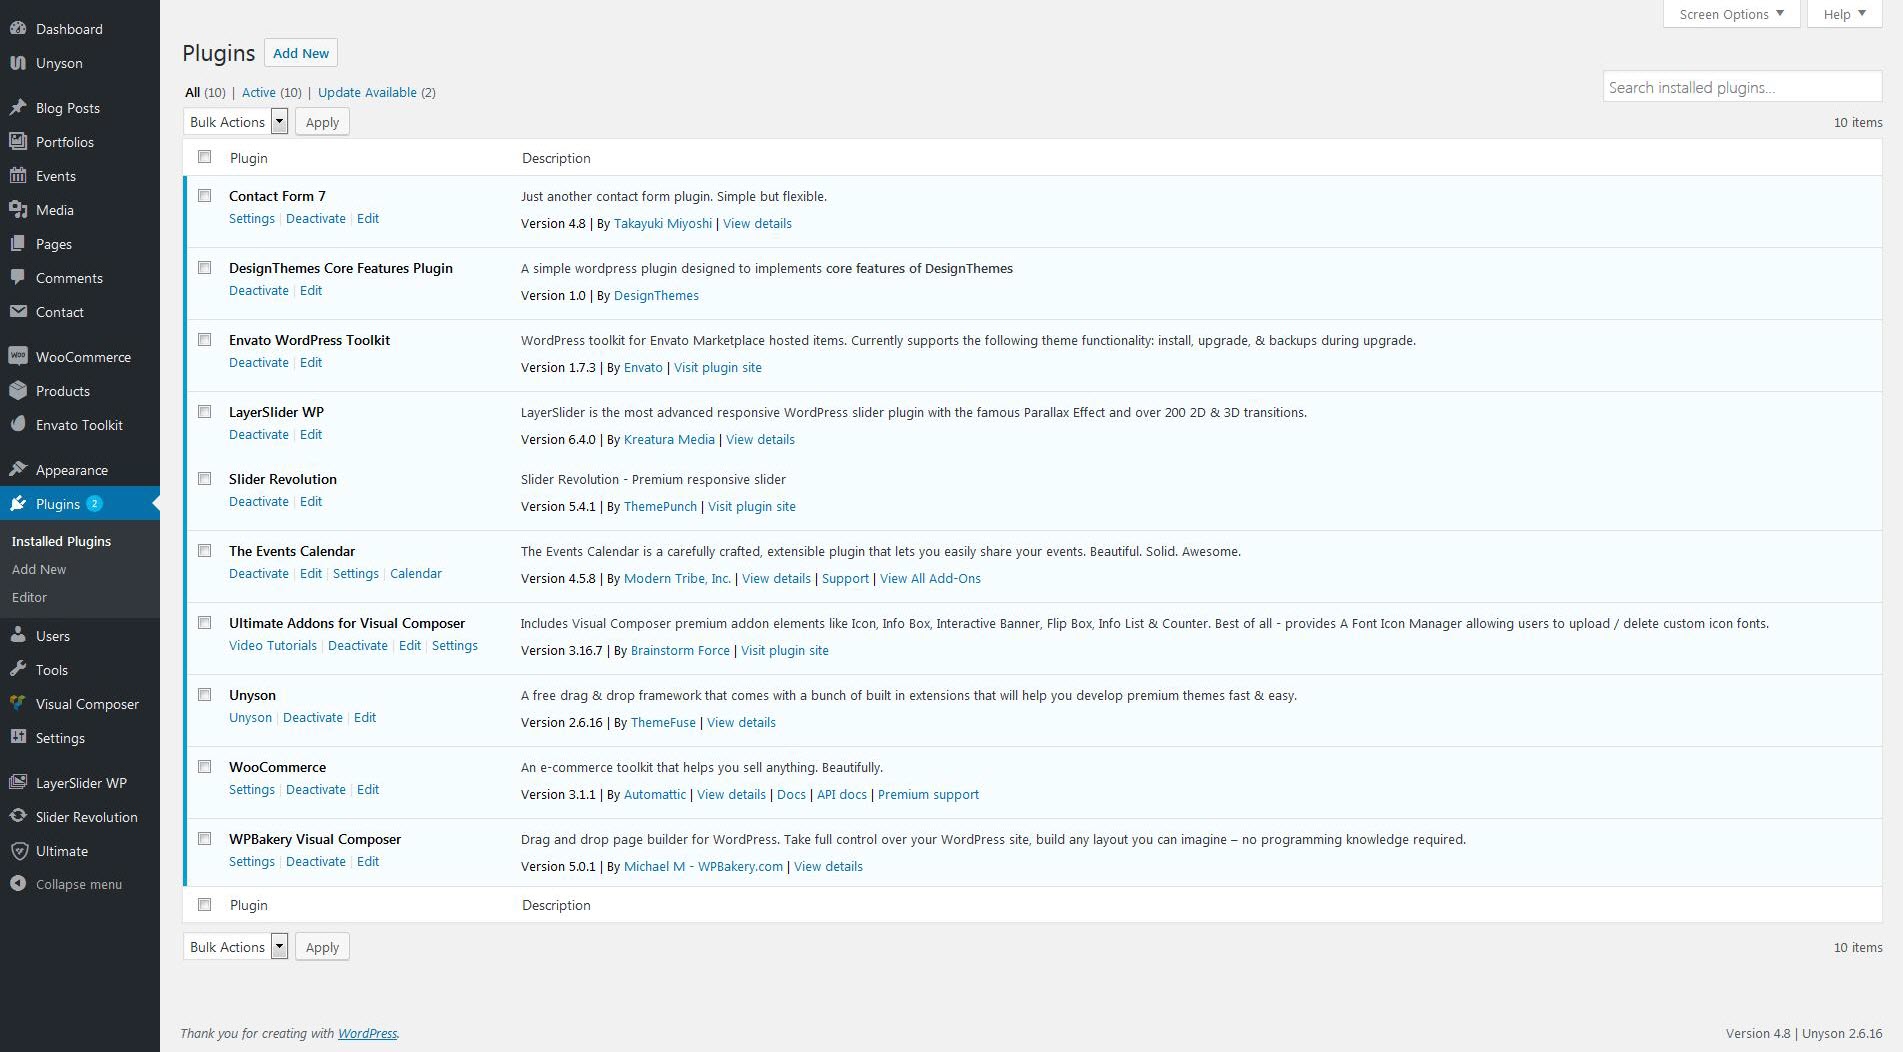 Screen Options
Help
Dashboard
Unyson
Blog Posts
Portfolios
Events
Media
Pages
Comments
Contact
WOO WooCommerce
Products
Envato Toolkit
Appearance
Plugins 2
Installed Plugins
Add New
Editor
Users
Tools
Visual Composer
Settings
LayerSlider WP
Slider Revolution
Ultimate
Collapse menu
Plugins Add New
All (10) | Active (10) | Update Available (2)
Search installed plugins...
Bulk Actions Apply
10 items
Plugin Description
Contact Form 7
Settings | Deactivate | Edit
Just another contact form plugin. Simple but flexible.
Version 4.8 | By Takayuki Miyoshi | View details
DesignThemes Core Features Plugin
Deactivate | Edit
A simple wordpress plugin designed to implements core features of DesignThemes
Version 1.0 | By DesignThemes
Envato WordPress Toolkit
Deactivate | Edit
WordPress toolkit for Envato Marketplace hosted items. Currently supports the following theme functionality: install, upgrade, & backups during upgrade.
Version 1.7.3 | By Envato | Visit plugin site
LayerSlider WP
Deactivate | Edit
LayerSlider is the most advanced responsive WordPress slider plugin with the famous Parallax Effect and over 200 2D & 3D transitions.
Version 6.4.0 | By Kreatura Media | View details
Slider Revolution
Deactivate | Edit
Slider Revolution - Premium responsive slider
Version 5.4.1 | By ThemePunch | Visit plugin site
The Events Calendar
Deactivate | Edit | Settings | Calendar
The Events Calendar is a carefully crafted, extensible plugin that lets you easily share your events. Beautiful. Solid. Awesome.
Version 4.5.8 | By Modern Tribe, Inc. | View details | Support | View All Add-Ons
Ultimate Addons for Visual Composer
Video Tutorials | Deactivate | Edit | Settings
Includes Visual Composer premium addon elements like Icon, Info Box, Interactive Banner, Flip Box, Info List & Counter. Best of all - provides A Font Icon Manager allowing users to upload / delete custom icon fonts.
Version 3.16.7 | By Brainstorm Force | Visit plugin site
Unyson
Unyson | Deactivate | Edit
A free drag & drop framework that comes with a bunch of built in extensions that will help you develop premium themes fast & easy.
Version 2.6.16 | By ThemeFuse | View details
WooCommerce
Settings | Deactivate | Edit
An e-commerce toolkit that helps you sell anything. Beautifully.
Version 3.1.1 | By Automattic | View details | Docs | API docs | Premium support
WPBakery Visual Composer
Settings | Deactivate | Edit
Drag and drop page builder for WordPress. Take full control over your WordPress site, build any layout you can imagine – no programming knowledge required.
Version 5.0.1 | By Michael M - WPBakery.com | View details
Plugin Description
Bulk Actions Apply
10 items
Thank you for creating with WordPress.
Version 4.8 | Unyson 2.6.16